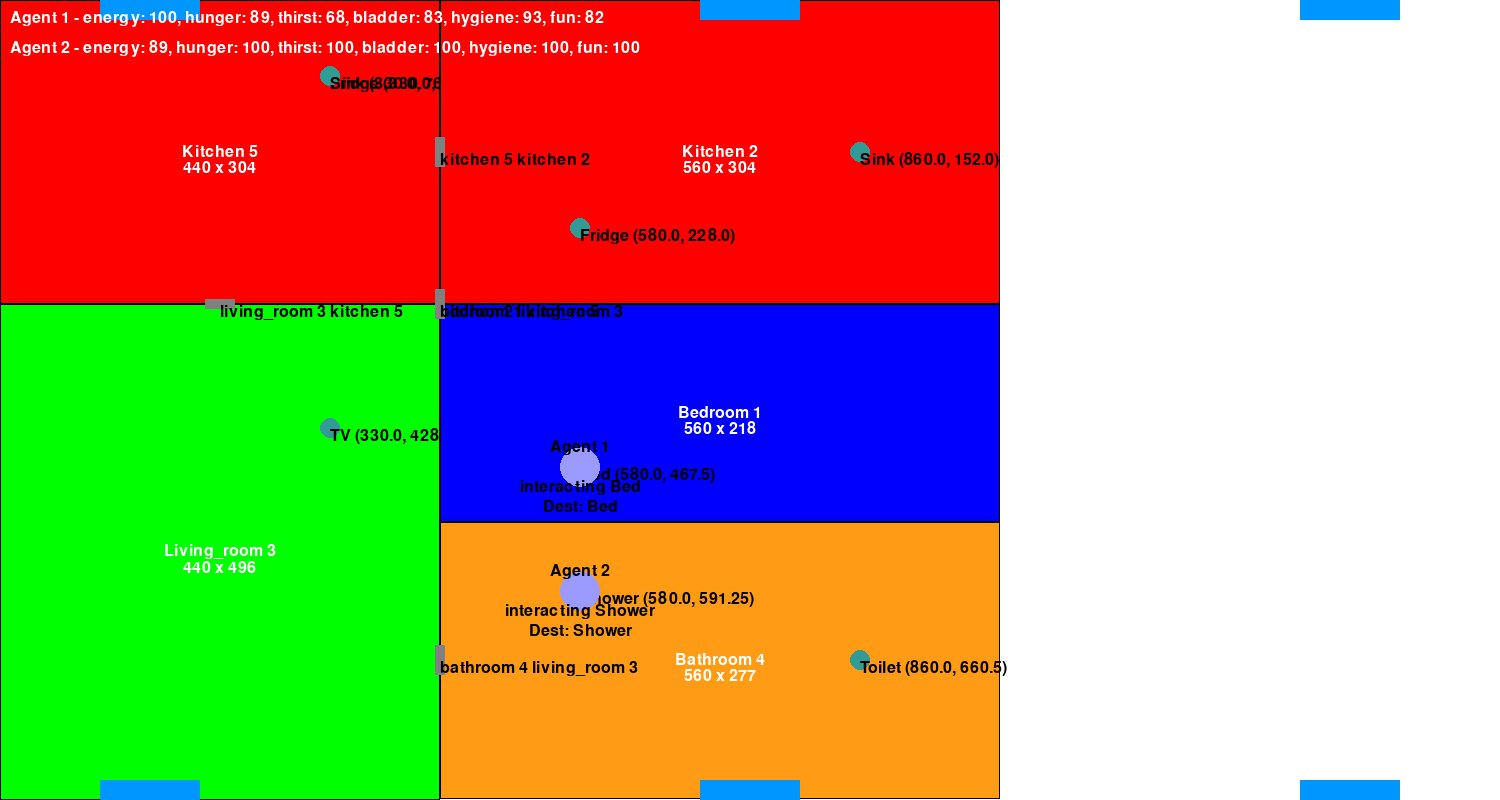 Agent 1 - energy: 100, hunger: 89, thirst: 68, bladder: 83, hygiene: 93, fun: 82
Agent 2 - energy: 89, hunger: 100, thirst: 100, bladder: 100, hygiene: 100, fun: 100
Kitchen 5
440 x 304
kitchen 5 kitchen 2
Kitchen 2
560 x 304
Sink (860.0, 152.0)
Fridge (580.0, 228.0)
living_room 3 kitchen 5
TV (330.0, 428
Bedroom 1
560 x 218
Agent 1
(580.0, 467.5)
interacting Bed
Dest: Bed
Living_room 3
440 x 496
Agent 2
(580.0, 591.25)
interacting Shower
Dest: Shower
bathroom 4 living_room 3
Bathroom 4
560 x 277
Toilet (860.0, 660.5)